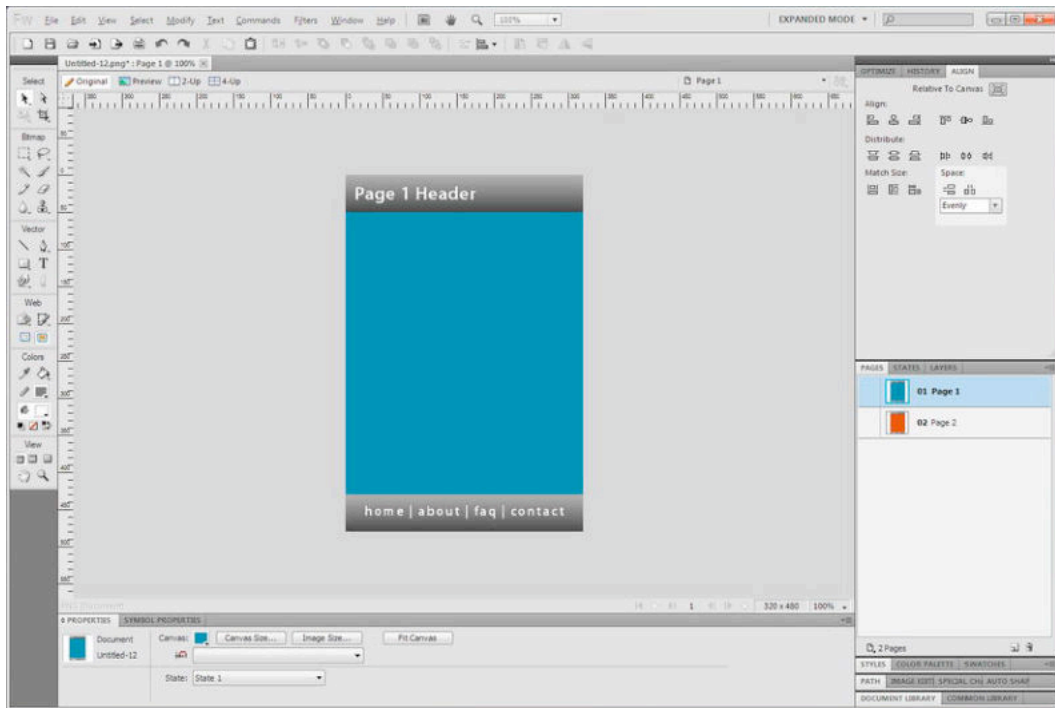 FW File Edit View Select Modify Text Commands Filters Window Help 100% EXPANDED MODE
Untitled-12.png* : Page 1 @ 100%
Select
Original Preview 2-Up 4-Up Page 1
Bitmap
Vector
Web
Colors
View
Page 1 Header
home | about | faq | contact
1 320 x 480 100%
PROPERTIES SYMBOL PROPERTIES
Document
Untitled-12
Canvas: Canvas Size... Image Size... Fit Canvas
State: State 1
OPTIMIZE HISTORY ALIGN
Relative To Canvas
Align:
Distribute:
Match Size: Space:
Evenly
PAGES STATES LAYERS
01 Page 1
02 Page 2
2 Pages
STYLES COLOR PALETTE SWATCHES
PATH IMAGE EDITI SPECIAL CHA AUTO SHAP
DOCUMENT LIBRARY COMMON LIBRARY